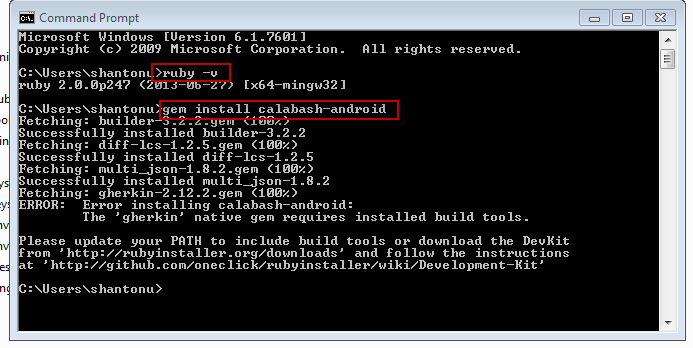 Command Prompt
Microsoft Windows [Version 6.1.7601]
Copyright (c) 2009 Microsoft Corporation.  All rights reserved.
C:\Users\shantonu>ruby -v
ruby 2.0.0p247 (2013-06-27) [x64-mingw32]
C:\Users\shantonu>gem install calabash-android
Fetching: builder-3.2.2.gem (100%)
Successfully installed builder-3.2.2
Fetching: diff-lcs-1.2.5.gem (100%)
Successfully installed diff-lcs-1.2.5
Fetching: multi_json-1.8.2.gem (100%)
Successfully installed multi_json-1.8.2
Fetching: gherkin-2.12.2.gem (100%)
ERROR:  Error installing calabash-android:
The 'gherkin' native gem requires installed build tools.
Please update your PATH to include build tools or download the DevKit
from 'http://rubyinstaller.org/downloads' and follow the instructions
at 'http://github.com/oneclick/rubyinstaller/wiki/Development-Kit'
C:\Users\shantonu>